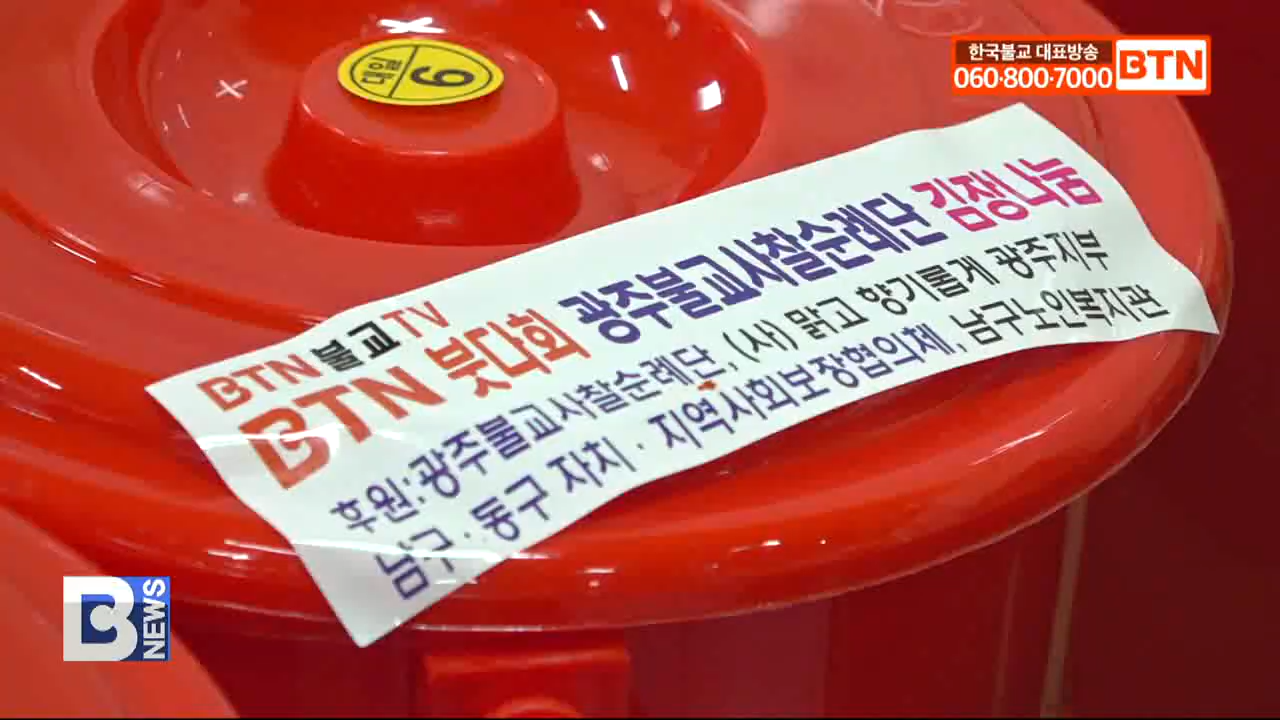 한국불교 대표방송
060·800·7000
BTN
대일
6
BTN 불교TV
BTN 붓다회 광주불교사찰순례단 김장나눔
후원:광주불교사찰순례단, (사) 맑고 향기롭게 광주지부
남구·동구 자치·지역사회보장협의체, 남구노인복지관
B NEWS